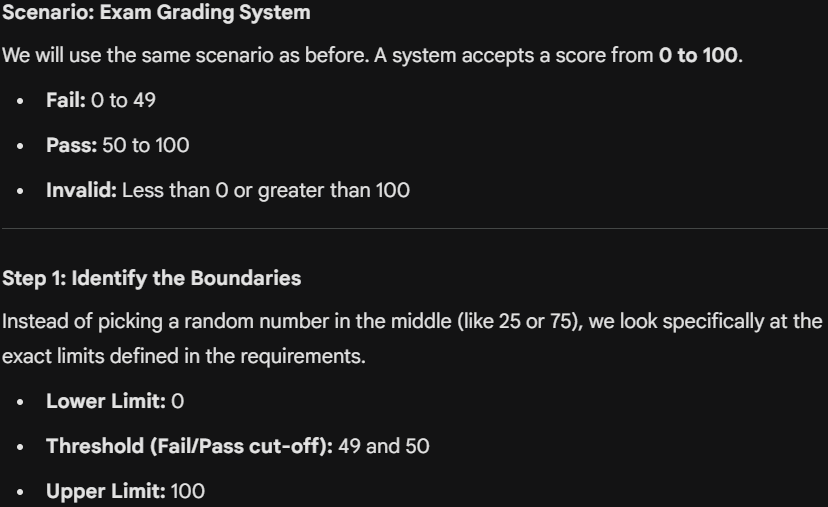 Scenario: Exam Grading System
We will use the same scenario as before. A system accepts a score from 0 to 100.
• Fail: 0 to 49
• Pass: 50 to 100
• Invalid: Less than 0 or greater than 100
Step 1: Identify the Boundaries
Instead of picking a random number in the middle (like 25 or 75), we look specifically at the
exact limits defined in the requirements.
• Lower Limit: 0
• Threshold (Fail/Pass cut-off): 49 and 50
• Upper Limit: 100